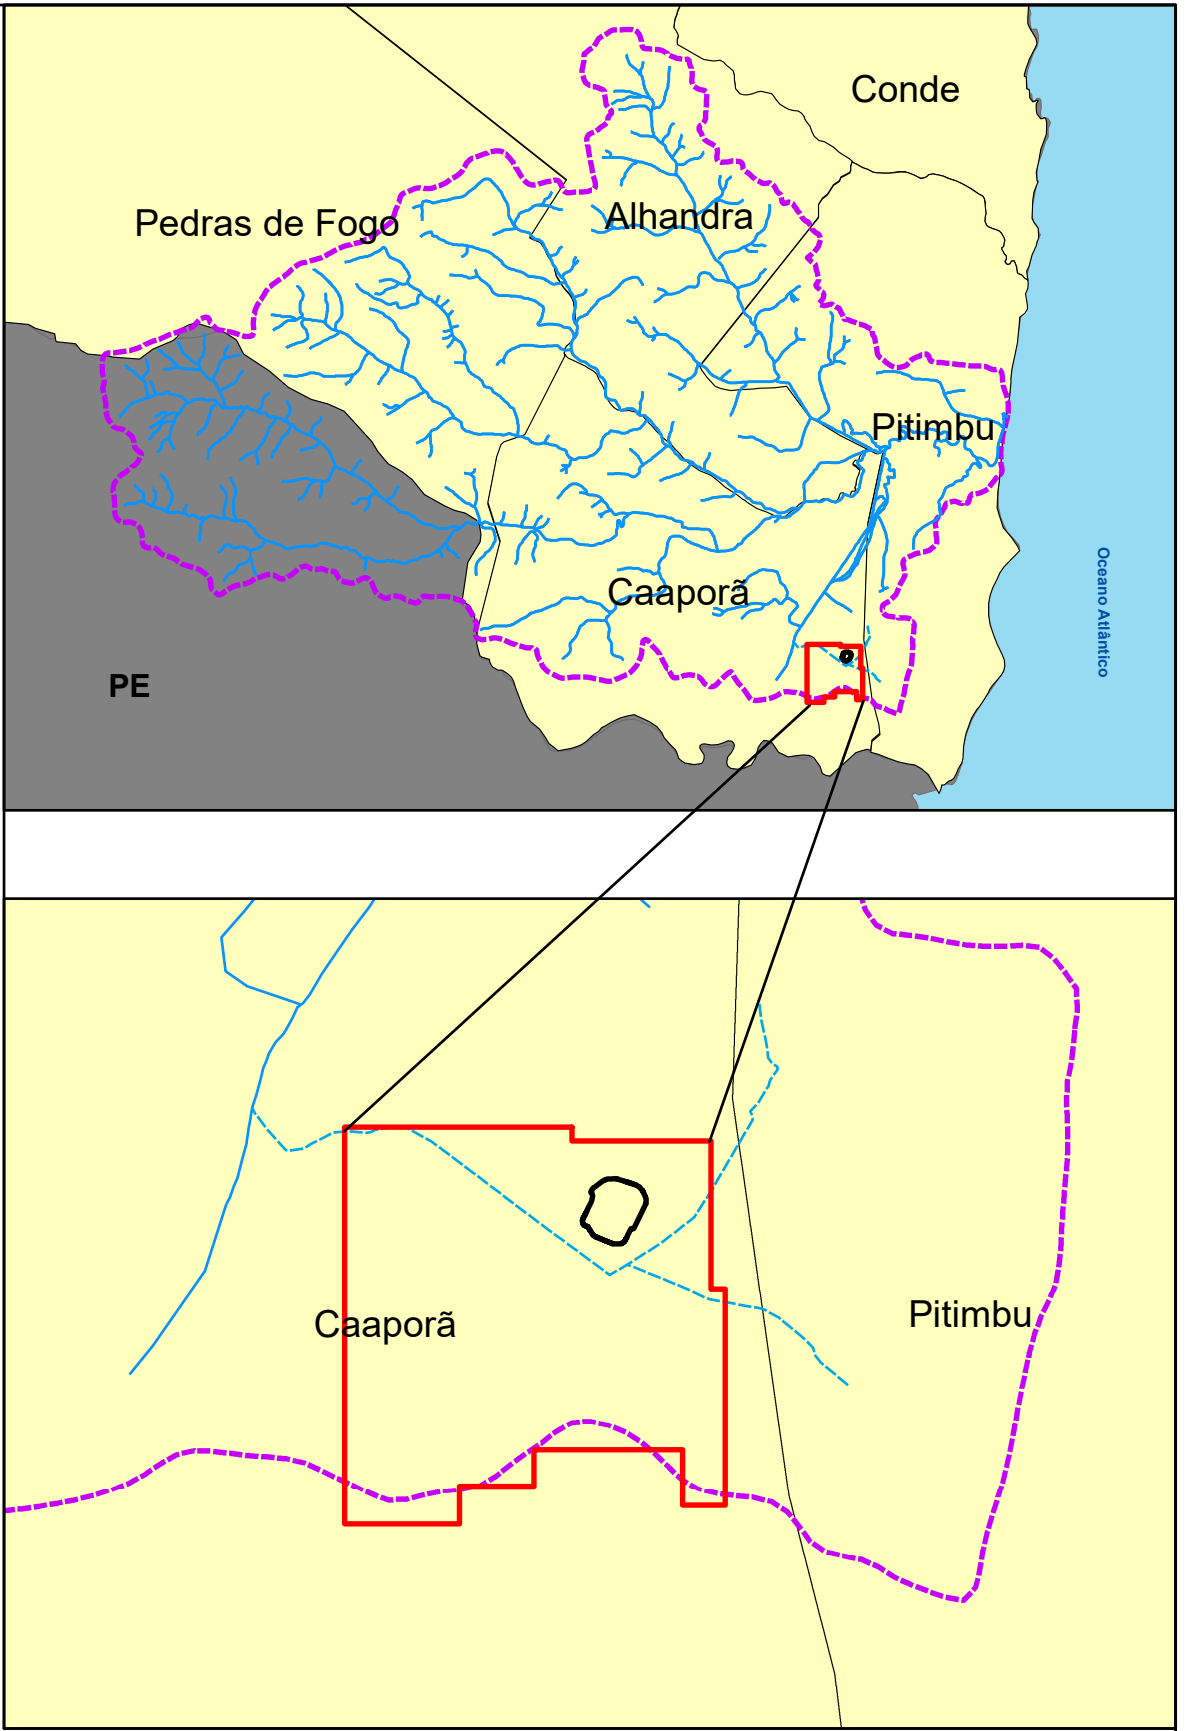 Conde
Pedras de Fogo
Alhandra
Pitimbu
Oceano Atlântico
Caaporã
PE
Caaporã
Pitimbu